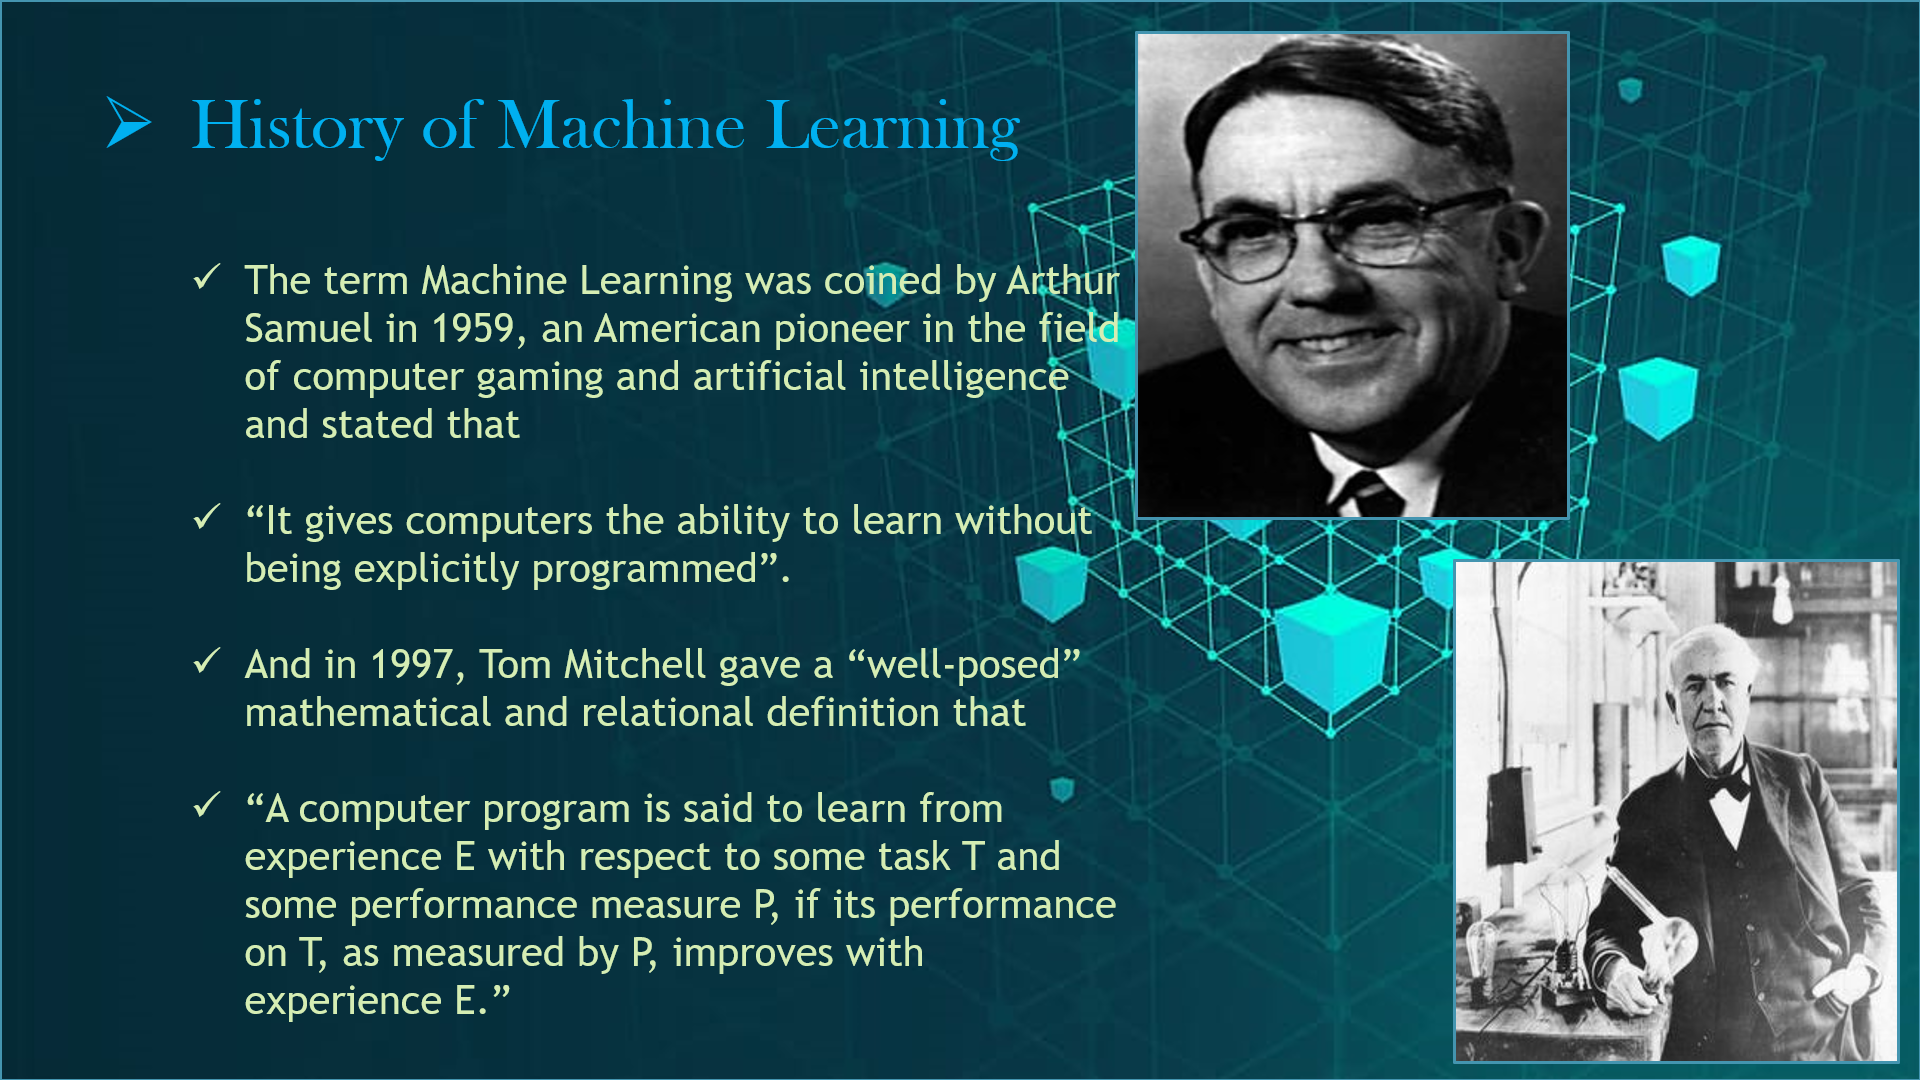 History of Machine Learning
The term Machine Learning was coined by Arthur
Samuel in 1959, an American pioneer in the field
of computer gaming and artificial intelligence
and stated that
“It gives computers the ability to learn without
being explicitly programmed”.
And in 1997, Tom Mitchell gave a “well-posed”
mathematical and relational definition that
“A computer program is said to learn from
experience E with respect to some task T and
some performance measure P, if its performance
on T, as measured by P, improves with
experience E.”